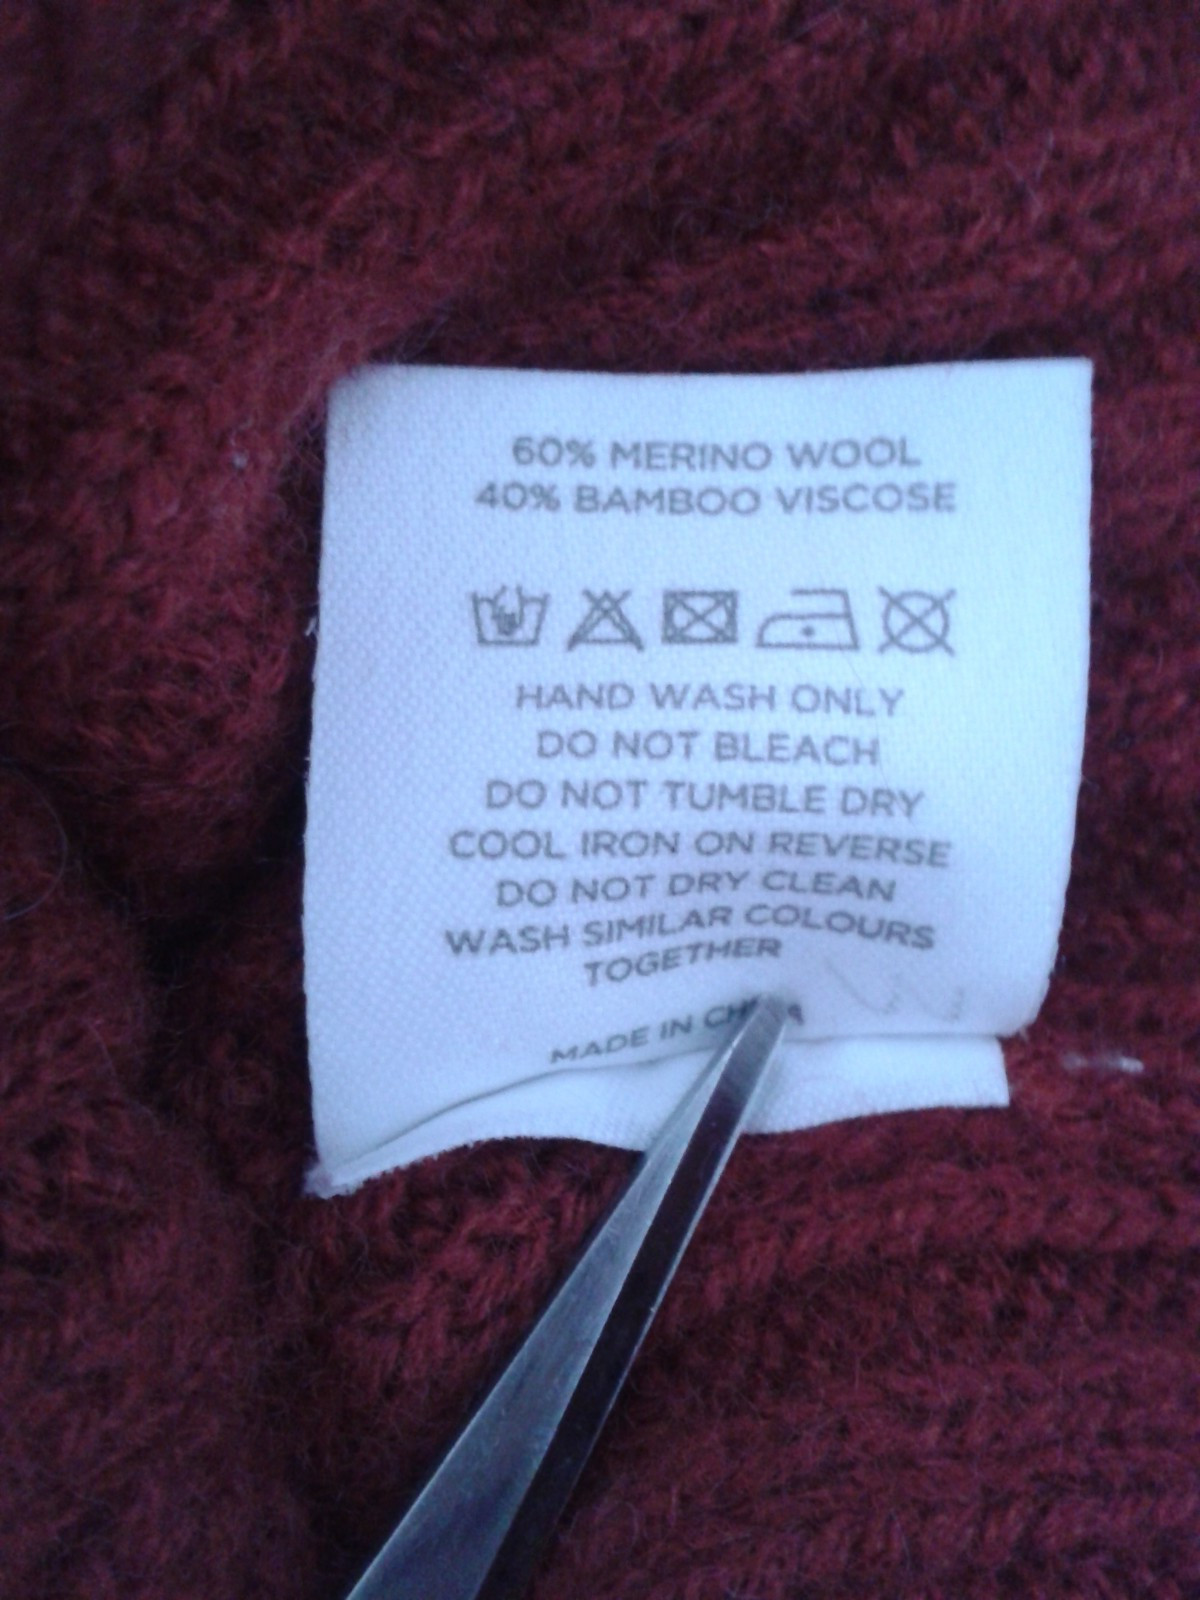 60% MERINO WOOL
40% BAMBOO VISCOSE
HAND WASH ONLY
DO NOT BLEACH
DO NOT TUMBLE DRY
COOL IRON ON REVERSE
DO NOT DRY CLEAN
WASH SIMILAR COLOURS
TOGETHER
MADE IN